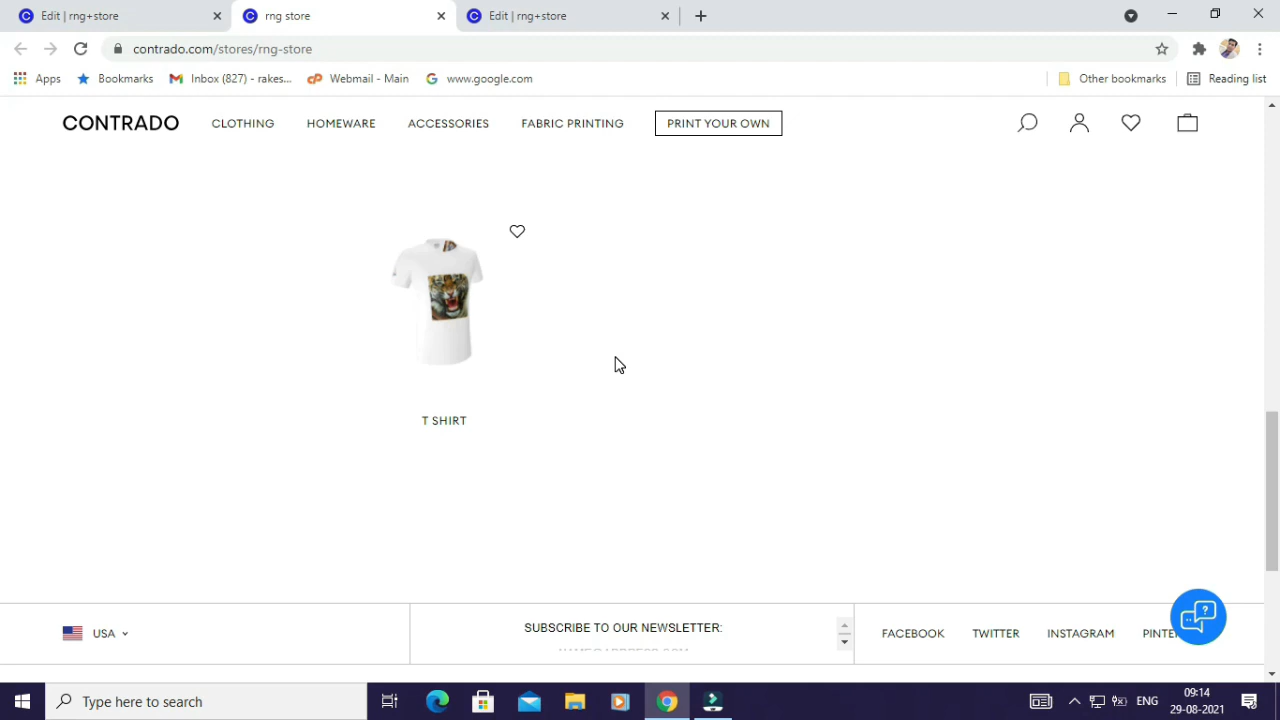 Edit | rng+store
rng store
Edit | rng+store
contrado.com/stores/rng-store
Apps
Bookmarks
Inbox (827) - rakes...
Webmail - Main
www.google.com
Other bookmarks
Reading list
CONTRADO
CLOTHING
HOMEWARE
ACCESSORIES
FABRIC PRINTING
PRINT YOUR OWN
T SHIRT
USA
SUBSCRIBE TO OUR NEWSLETTER:
FACEBOOK
TWITTER
INSTAGRAM
Type here to search
ENG
09:14
29-08-2021